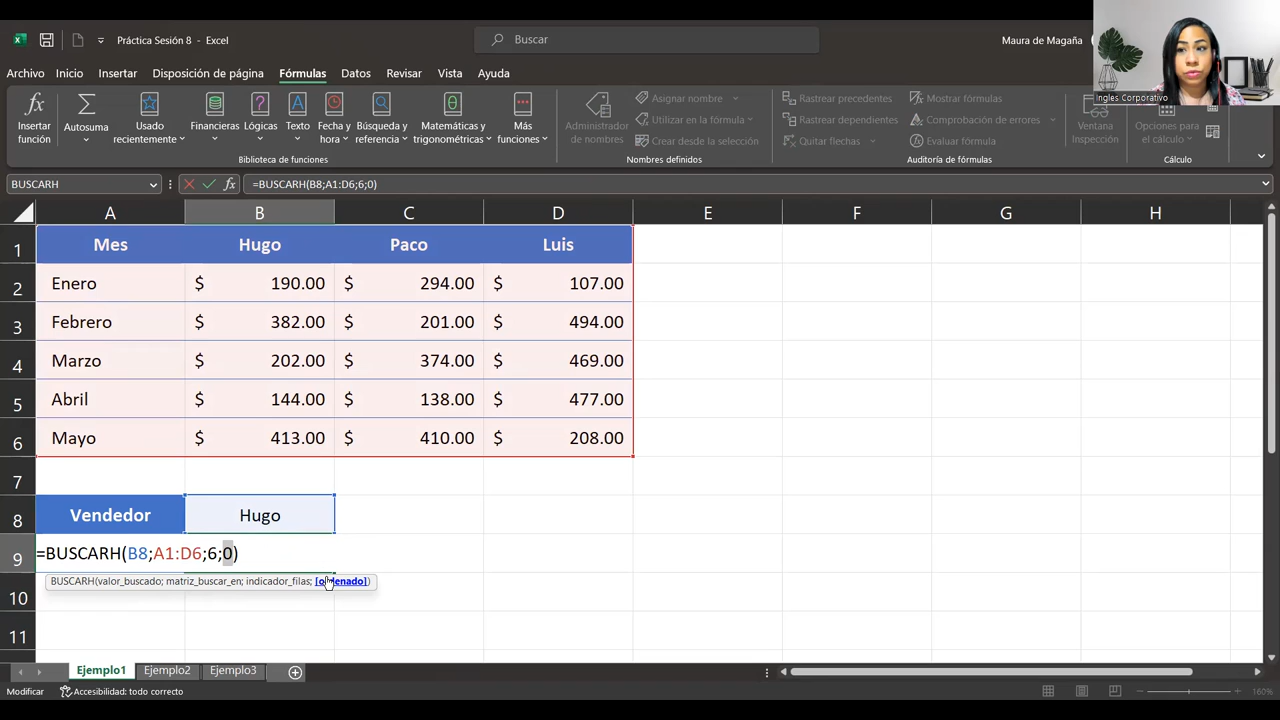 Práctica Sesión 8 - Excel
Buscar
Maura de Magaña
Ingles Corporativo
Archivo Inicio Insertar Disposición de página Fórmulas Datos Revisar Vista Ayuda
Insertar función
Autosuma
Usado recientemente
Financieras
Lógicas
Texto
Fecha y hora
Búsqueda y referencia
Matemáticas y trigonométricas
Más funciones
Biblioteca de funciones
Administrador de nombres
Asignar nombre
Utilizar en la fórmula
Crear desde la selección
Nombres definidos
Rastrear precedentes
Rastrear dependientes
Quitar flechas
Mostrar fórmulas
Comprobación de errores
Evaluar fórmula
Auditoría de fórmulas
Ventana Inspección
Opciones para el cálculo
Cálculo
BUSCARH fx =BUSCARH(B8;A1:D6;6;0)
A B C D E F G H
1 Mes Hugo Paco Luis
2 Enero $ 190.00 $ 294.00 $ 107.00
3 Febrero $ 382.00 $ 201.00 $ 494.00
4 Marzo $ 202.00 $ 374.00 $ 469.00
5 Abril $ 144.00 $ 138.00 $ 477.00
6 Mayo $ 413.00 $ 410.00 $ 208.00
7
8 Vendedor Hugo
9 =BUSCARH(B8;A1:D6;6;0)
BUSCARH(valor_buscado; matriz_buscar_en; indicador_filas; [ordenado])
10
11
Ejemplo1 Ejemplo2 Ejemplo3
Modificar Accesibilidad: todo correcto 160%